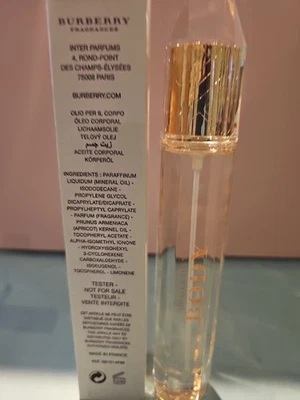 BURBERRY
FRAGRANCES
INTER PARFUMS
4, ROND-POINT
DES CHAMPS-ÉLYSÉES
75008 PARIS
BURBERRY.COM
OLIO PER IL CORPO
ÓLEO CORPORAL
LICHAAMSOLIE
TĚLOVÝ OLEJ
زيت جسم
ACEITE CORPORAL
KÖRPERÖL
INGREDIENTS : PARAFFINUM
LIQUIDUM (MINERAL OIL) -
ISODODECANE -
PROPYLENE GLYCOL
DICAPRYLATE/DICAPRATE -
PROPYLHEPTYL CAPRYLATE
- PARFUM (FRAGRANCE) -
PRUNUS ARMENIACA
(APRICOT) KERNEL OIL -
TOCOPHERYL ACETATE -
ALPHA-ISOMETHYL IONONE
- HYDROXYISOHEXYL
3-CYCLOHEXENE
CARBOXALDEHYDE -
ISOEUGENOL -
TOCOPHEROL - LIMONENE
TESTER -
NOT FOR SALE
TESTEUR -
VENTE INTERDITE
MADE IN FRANCE
BODY